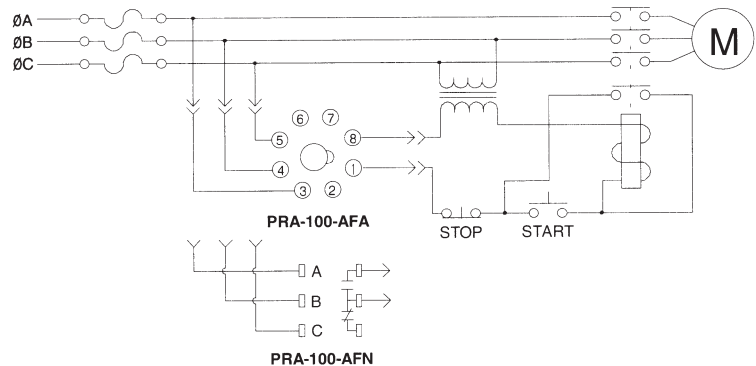 ØA
ØB
ØC
M
6 7
5 8
4 1
3 2
PRA-100-AFA
STOP START
A
B
C
PRA-100-AFN